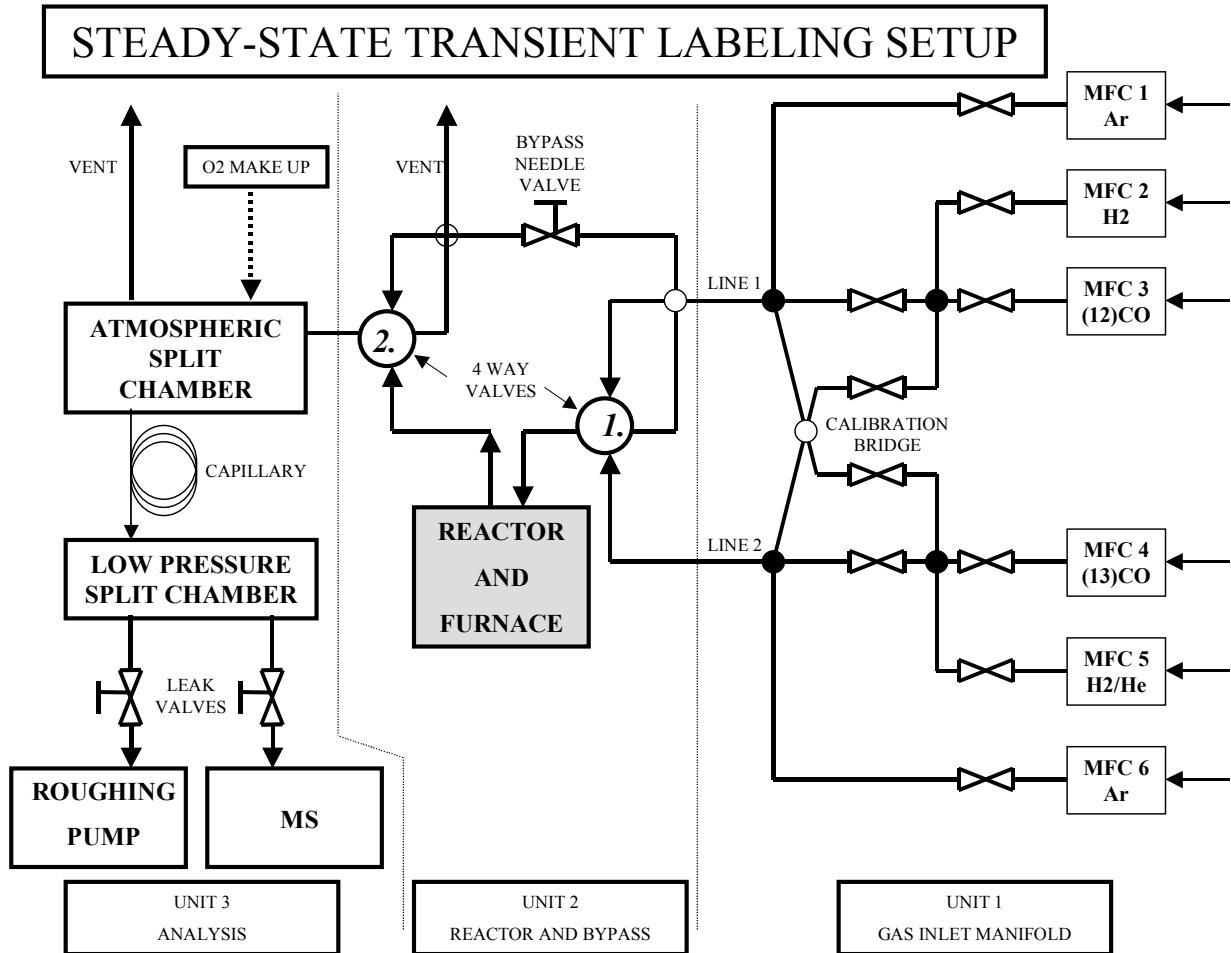 STEADY-STATE TRANSIENT LABELING SETUP
VENT
O2 MAKE UP
ATMOSPHERIC
SPLIT
CHAMBER
CAPILLARY
LOW PRESSURE
SPLIT CHAMBER
LEAK
VALVES
ROUGHING
PUMP
MS
UNIT 3
ANALYSIS
VENT
BYPASS
NEEDLE
VALVE
2.
4 WAY
VALVES
1.
REACTOR
AND
FURNACE
UNIT 2
REACTOR AND BYPASS
LINE 1
LINE 2
CALIBRATION
BRIDGE
MFC 1
Ar
MFC 2
H2
MFC 3
(12)CO
MFC 4
(13)CO
MFC 5
H2/He
MFC 6
Ar
UNIT 1
GAS INLET MANIFOLD